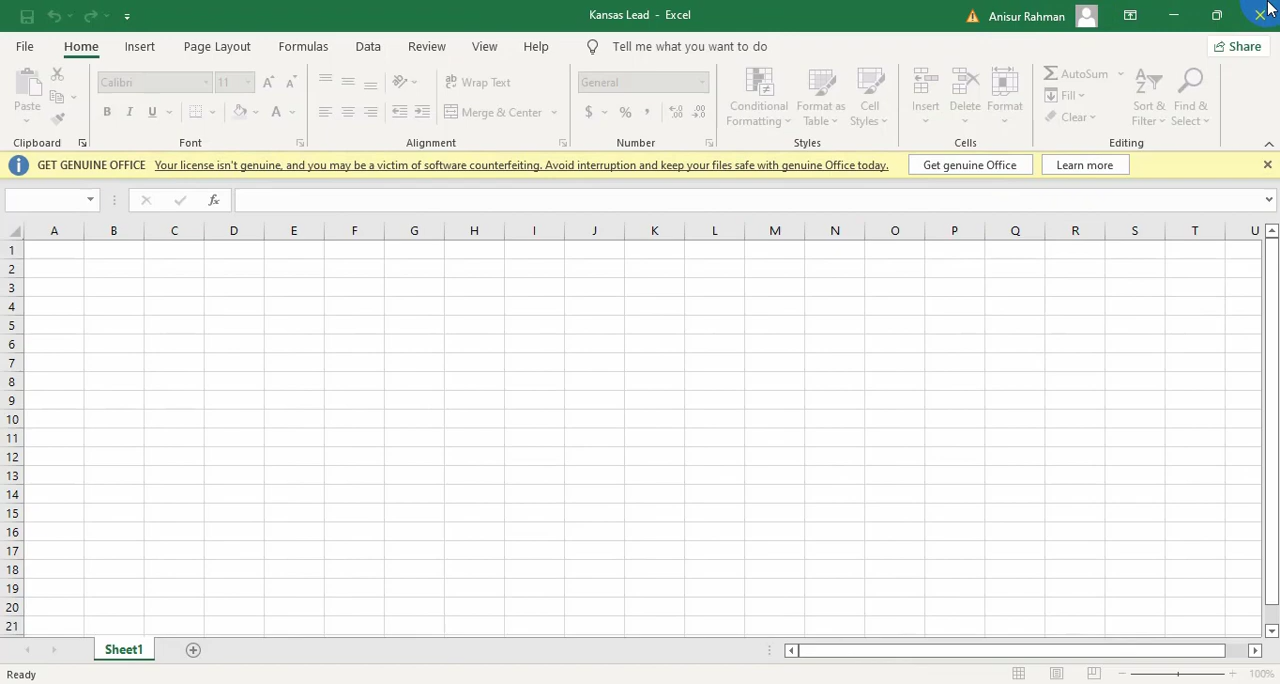 Kansas Lead - Excel
Anisur Rahman
File Home Insert Page Layout Formulas Data Review View Help Tell me what you want to do Share
Paste
Clipboard
Calibri 11
B I U A
Font
Wrap Text
Merge & Center
Alignment
General
$ % ,
Number
Conditional Formatting
Format as Table
Cell Styles
Styles
Insert Delete Format
Cells
AutoSum
Fill
Clear
Sort & Filter
Find & Select
Editing
GET GENUINE OFFICE Your license isn't genuine, and you may be a victim of software counterfeiting. Avoid interruption and keep your files safe with genuine Office today. Get genuine Office Learn more
fx
A B C D E F G H I J K L M N O P Q R S T U
1
2
3
4
5
6
7
8
9
10
11
12
13
14
15
16
17
18
19
20
21
Sheet1
Ready 100%